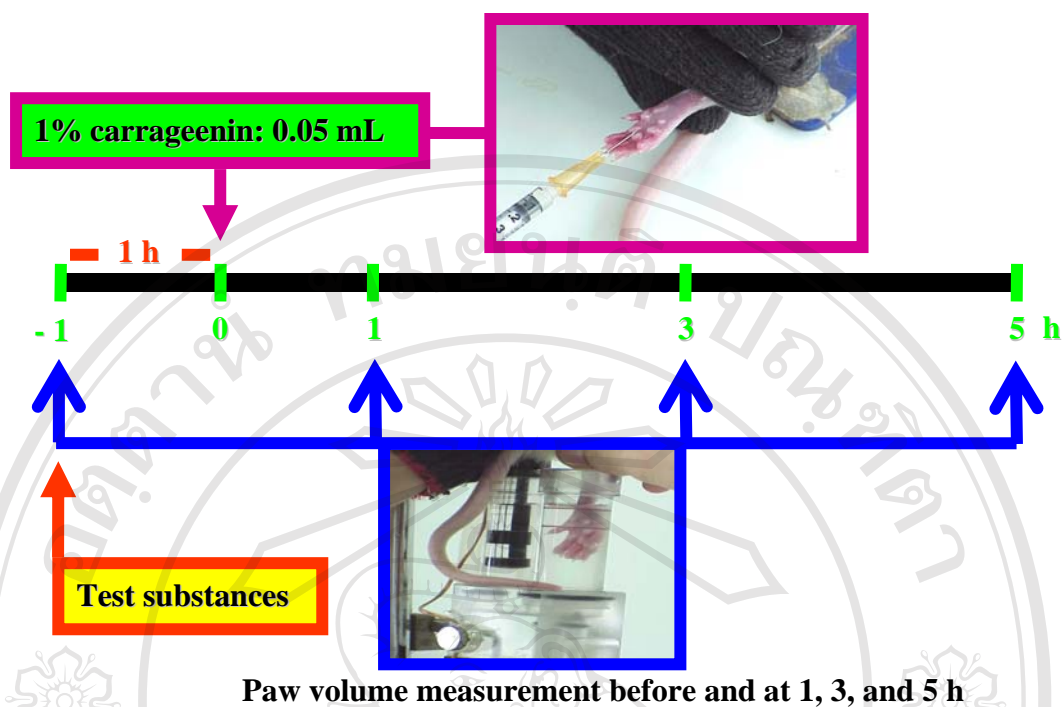 1% carrageenin: 0.05 mL
1 h
- 1 0 1 3 5 h
Test substances
Paw volume measurement before and at 1, 3, and 5 h